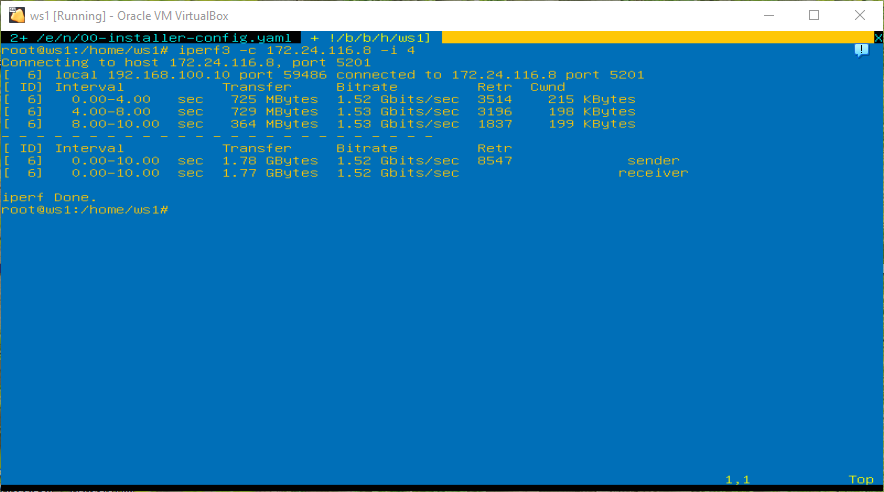 ws1 [Running] - Oracle VM VirtualBox
2+ /e/n/00-installer-config.yaml + !/b/b/h/ws1] X
root@ws1:/home/ws1# iperf3 -c 172.24.116.8 -i 4
Connecting to host 172.24.116.8, port 5201
[  6] local 192.168.100.10 port 59486 connected to 172.24.116.8 port 5201
[ ID] Interval           Transfer     Bitrate         Retr  Cwnd
[  6]   0.00-4.00   sec   725 MBytes  1.52 Gbits/sec  3514    215 KBytes
[  6]   4.00-8.00   sec   729 MBytes  1.53 Gbits/sec  3196    198 KBytes
[  6]   8.00-10.00  sec   364 MBytes  1.53 Gbits/sec  1837    199 KBytes
- - - - - - - - - - - - - - - - - - - - - - - - -
[ ID] Interval           Transfer     Bitrate         Retr
[  6]   0.00-10.00  sec  1.78 GBytes  1.52 Gbits/sec  8547             sender
[  6]   0.00-10.00  sec  1.77 GBytes  1.52 Gbits/sec                  receiver
iperf Done.
root@ws1:/home/ws1#
1,1 Top